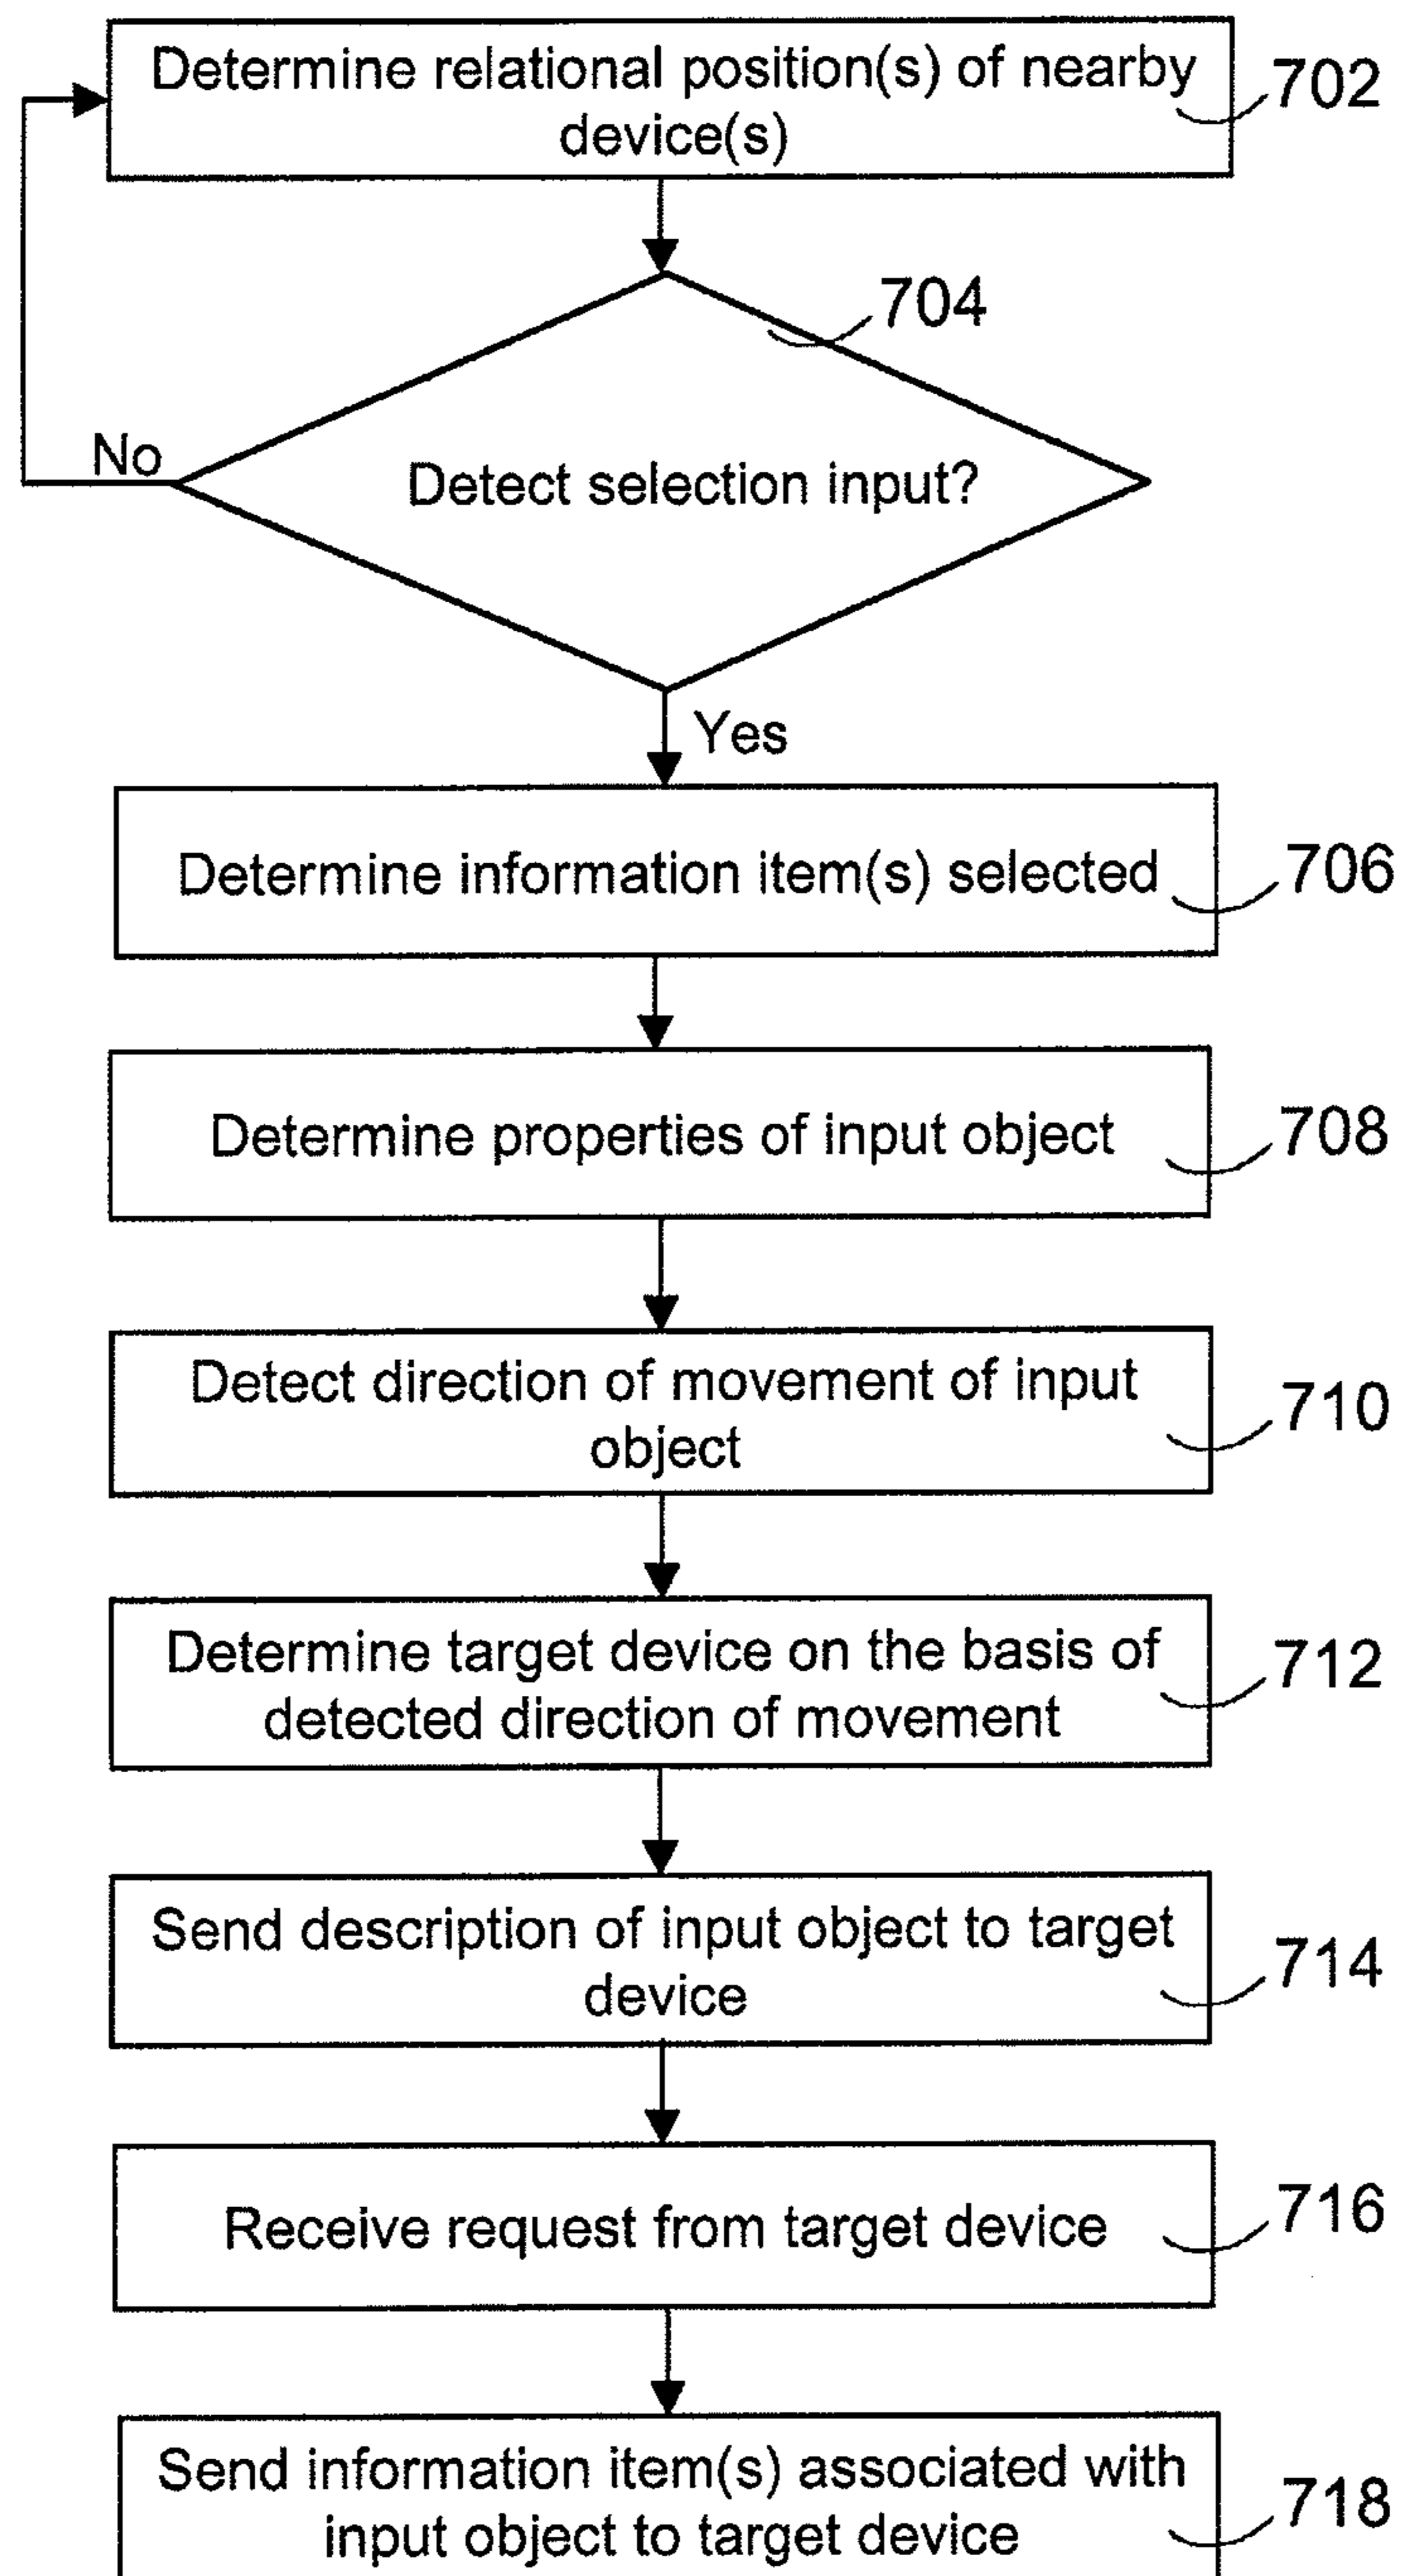 Determine relational position(s) of nearby
device(s)
702
704
Detect selection input?
No
Yes
Determine information item(s) selected
706
Determine properties of input object
708
Detect direction of movement of input
object
710
Determine target device on the basis of
detected direction of movement
712
Send description of input object to target
device
714
Receive request from target device
716
Send information item(s) associated with
input object to target device
718